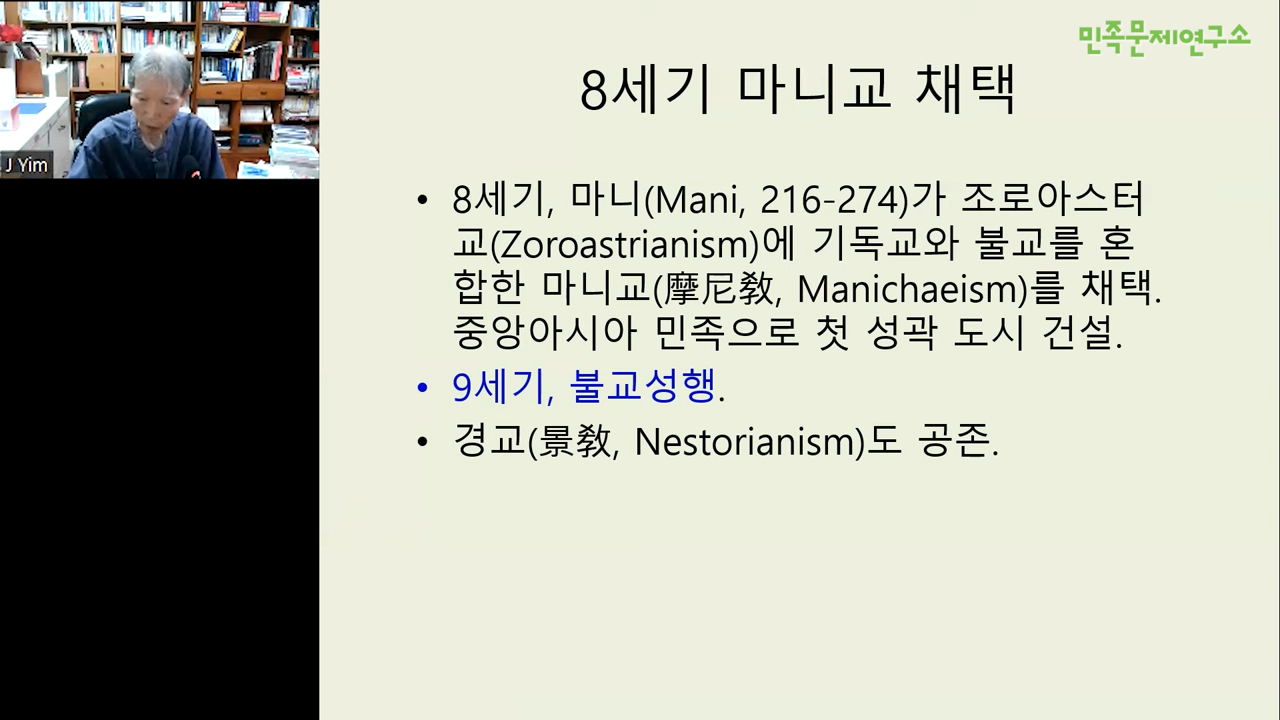 민족문제연구소
8세기 마니교 채택
J Yim
• 8세기, 마니(Mani, 216-274)가 조로아스터
교(Zoroastrianism)에 기독교와 불교를 혼
합한 마니교(摩尼敎, Manichaeism)를 채택.
중앙아시아 민족으로 첫 성곽 도시 건설.
• 9세기, 불교성행.
• 경교(景敎, Nestorianism)도 공존.